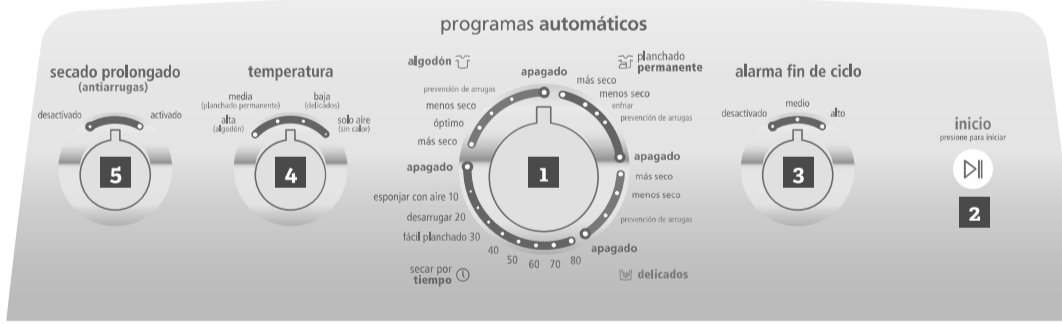 programas automáticos
secado prolongado
(antiarrugas)
desactivado
activado
5
temperatura
media
(planchado permanente)
baja
(delicados)
alta
(algodón)
solo aire
(sin calor)
4
algodón
apagado
planchado
permanente
prevención de arrugas
menos seco
óptimo
más seco
apagado
más seco
menos seco
enfriar
prevención de arrugas
apagado
1
más seco
menos seco
prevención de arrugas
apagado
esponjar con aire 10
desarrugar 20
fácil planchado 30
40
50
60
70
80
secar por
tiempo
delicados
alarma fin de ciclo
desactivado
medio
alto
3
inicio
presione para iniciar
2